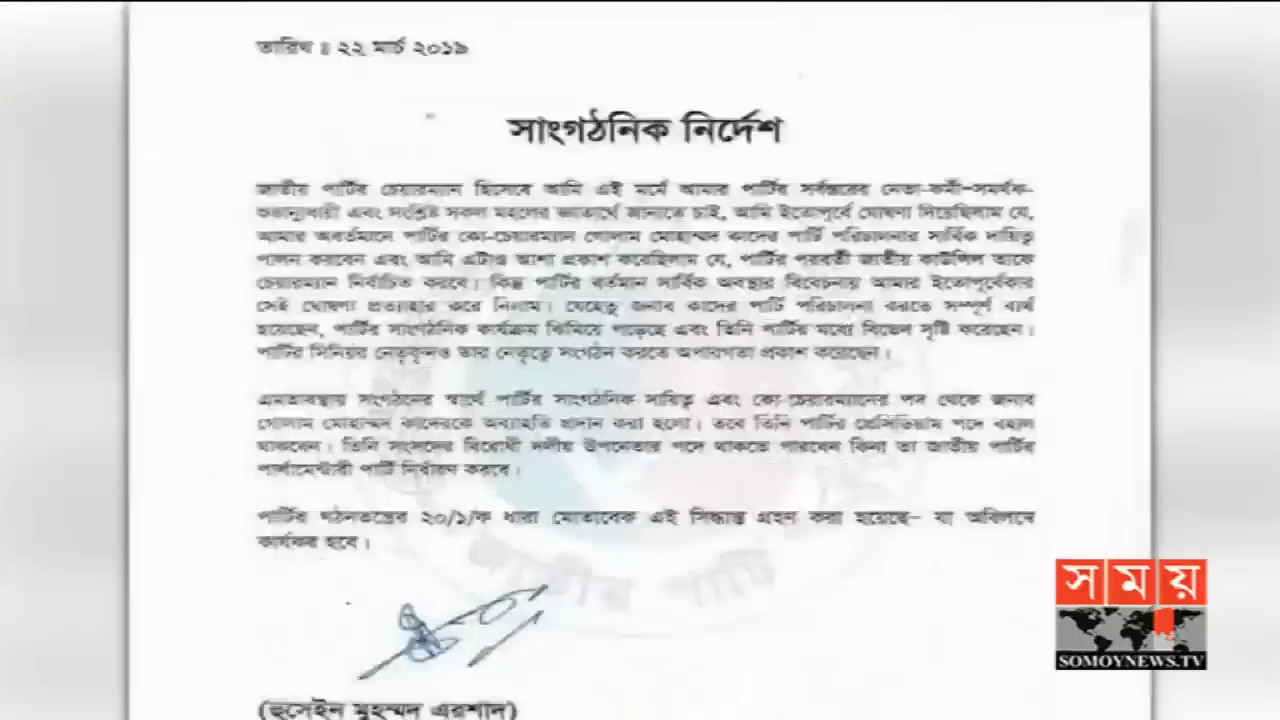 তারিখ ঃ ২২ মার্চ ২০১৯
সাংগঠনিক নির্দেশ
জাতীয় পার্টির চেয়ারম্যান হিসেবে আমি এই মর্মে আমার পার্টির সর্বস্তরের নেতা-কর্মী-সমর্থক-
শুভানুধ্যায়ী এবং সংশ্লিষ্ট সকল মহলের জ্ঞাতার্থে জানাতে চাই, আমি ইতোপূর্বে ঘোষণা দিয়েছিলাম যে,
আমার অবর্তমানে পার্টির কো-চেয়ারম্যান গোলাম মোহাম্মদ কাদের পার্টি পরিচালনার সার্বিক দায়িত্ব
পালন করবেন এবং আমি এটাও আশা প্রকাশ করেছিলাম যে, পার্টির পরবর্তী জাতীয় কাউন্সিল তাকে
চেয়ারম্যান নির্বাচিত করবে। কিন্তু পার্টির বর্তমান সার্বিক অবস্থার বিবেচনায় আমার ইতোপূর্বেকার
সেই ঘোষণা প্রত্যাহার করে নিলাম। যেহেতু জনাব কাদের পার্টি পরিচালনা করতে সম্পূর্ণ ব্যর্থ
হয়েছেন, পার্টির সাংগঠনিক কার্যক্রম ঝিমিয়ে পড়েছে এবং তিনি পার্টির মধ্যে বিভেদ সৃষ্টি করেছেন।
পার্টির সিনিয়র নেতৃবৃন্দও তার নেতৃত্বে সংগঠন করতে অপারগতা প্রকাশ করেছেন।
এমতাবস্থায় সংগঠনের স্বার্থে পার্টির সাংগঠনিক দায়িত্ব এবং কো-চেয়ারম্যানের পদ থেকে জনাব
গোলাম মোহাম্মদ কাদেরকে অব্যাহতি প্রদান করা হলো। তবে তিনি পার্টির প্রেসিডিয়াম পদে বহাল
থাকবেন। তিনি সংসদের বিরোধী দলীয় উপনেতার পদে থাকতে পারবেন কিনা তা জাতীয় পার্টির
পার্লামেন্টারী পার্টি নির্ধারন করবে।
পার্টির গঠনতন্ত্রের ২০/১/ক ধারা মোতাবেক এই সিদ্ধান্ত গ্রহন করা হয়েছে- যা অবিলম্বে
কার্যকর হবে।
জাতীয় পার্টি
(হুসেইন মুহম্মদ এরশাদ)
সময়
SOMOYNEWS.TV